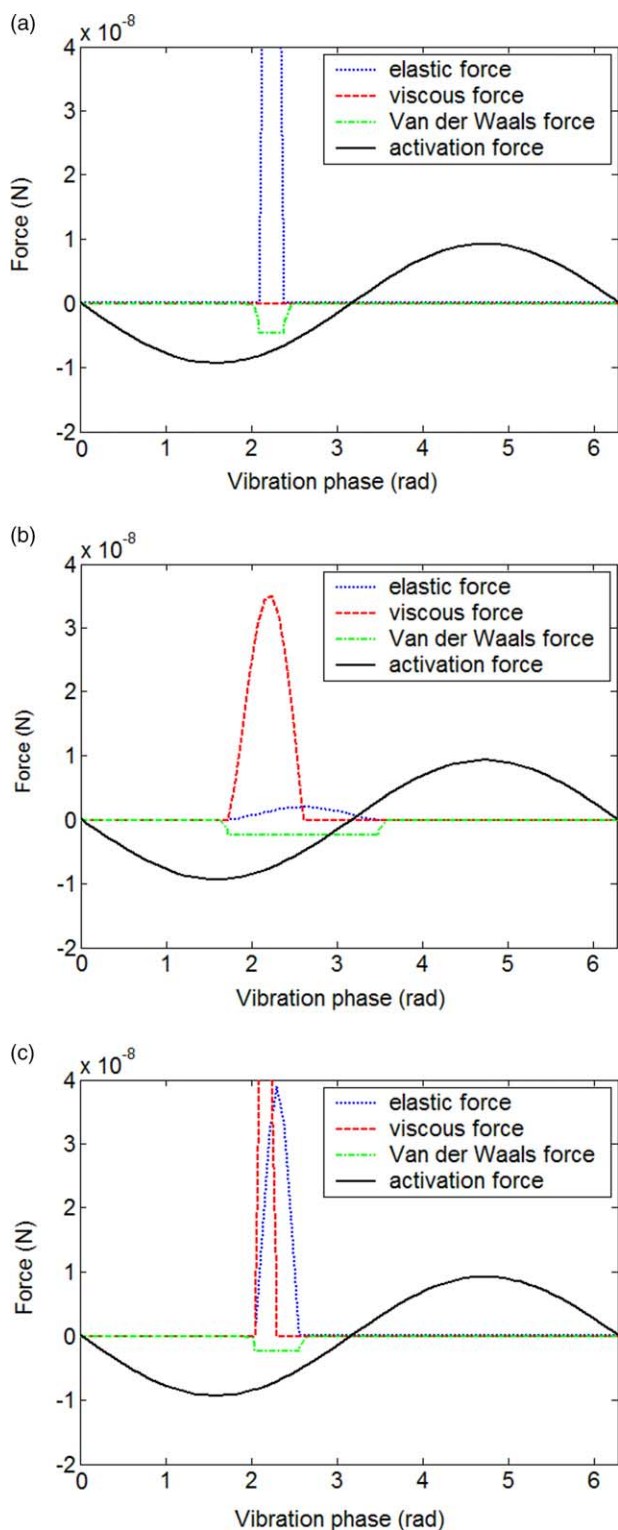 (a)
4 x 10-8
elastic force
viscous force
Van der Waals force
activation force
3
2
1
0
-1
-2
Force (N)
0 1 2 3 4 5 6
Vibration phase (rad)
(b)
4 x 10-8
elastic force
viscous force
Van der Waals force
activation force
3
2
1
0
-1
-2
Force (N)
0 1 2 3 4 5 6
Vibration phase (rad)
(c)
4 x 10-8
elastic force
viscous force
Van der Waals force
activation force
3
2
1
0
-1
-2
Force (N)
0 1 2 3 4 5 6
Vibration phase (rad)